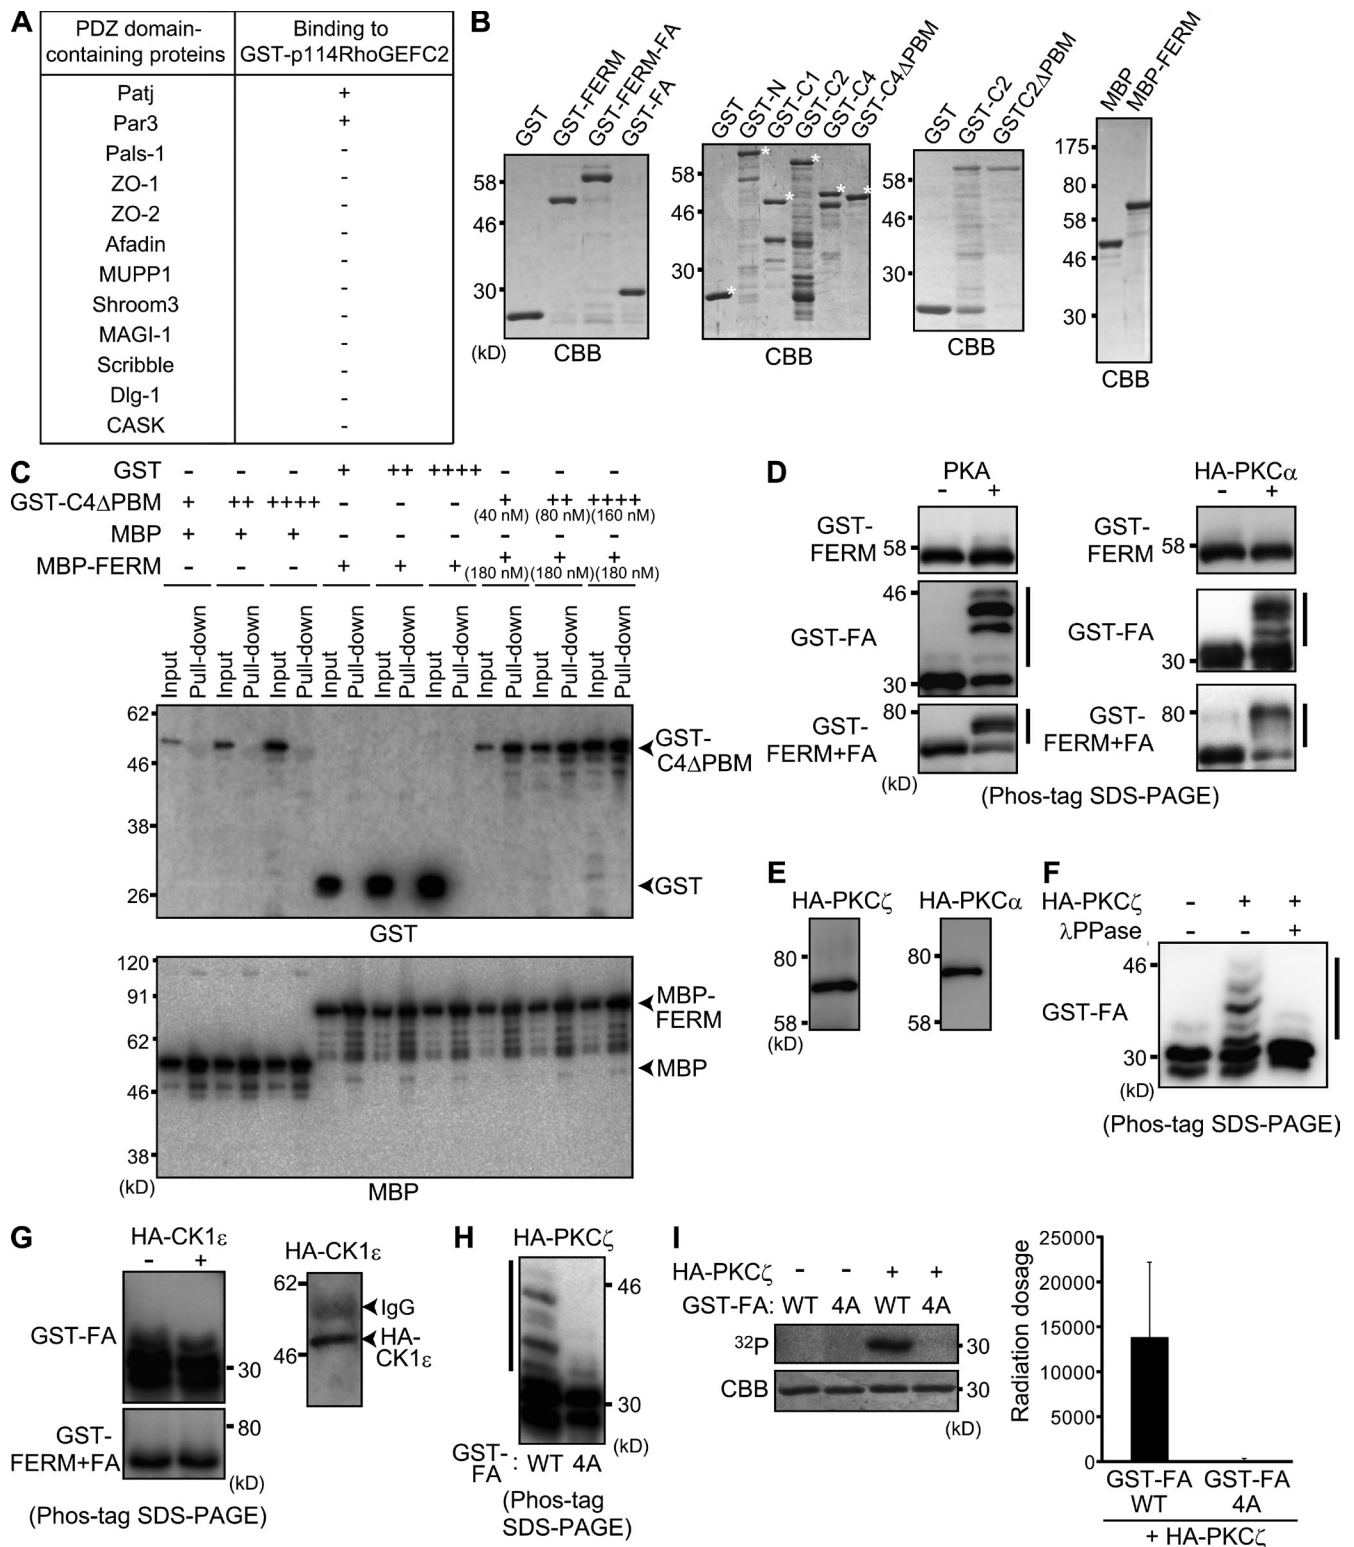 A
PDZ domain-containing proteins
Binding to GST-p114RhoGEFC2
Patj +
Par3 +
Pals-1 -
ZO-1 -
ZO-2 -
Afadin -
MUPP1 -
Shroom3 -
MAGI-1 -
Scribble -
Dlg-1 -
CASK -
B
GST
GST-FERM
GST-FERM-FA
GST-FA
58
46
30
(kD)
CBB
GST
GST-N
GST-C1
GST-C2
GST-C4
GST-C4ΔPBM
58
46
30
* * * * * *
CBB
GST
GST-C2
GSTC2ΔPBM
58
46
30
CBB
MBP
MBP-FERM
175
80
58
46
30
CBB
C
GST - - - + ++ ++++ - - -
GST-C4ΔPBM + ++ ++++ - - - + ++ ++++
(40 nM) (80 nM) (160 nM)
MBP + + + - - - - - -
MBP-FERM - - - + + + + + +
(180 nM) (180 nM) (180 nM)
Input Pull-down Input Pull-down Input Pull-down Input Pull-down Input Pull-down Input Pull-down Input Pull-down Input Pull-down Input Pull-down
62
46
38
26
GST-
C4ΔPBM
GST
GST
120
91
62
46
38
(kD)
MBP-
FERM
MBP
MBP
D
PKA
- +
GST-
FERM
58
46
GST-FA
30
80
GST-
FERM+FA
(kD)
HA-PKCα
- +
GST-
FERM
58
GST-FA
30
GST-
FERM+FA
80
(Phos-tag SDS-PAGE)
E
HA-PKCζ
80
58
(kD)
HA-PKCα
80
58
F
HA-PKCζ - + +
λPPase - - +
46
GST-FA
30
(kD)
(Phos-tag SDS-PAGE)
G
HA-CK1ε
- +
GST-FA
30
80
GST-
FERM+FA
(kD)
(Phos-tag SDS-PAGE)
HA-CK1ε
62
46
IgG
HA-
CK1ε
H
HA-PKCζ
46
30
(kD)
GST-
FA : WT 4A
(Phos-tag
SDS-PAGE)
I
HA-PKCζ - - + +
GST-FA: WT 4A WT 4A
32P 30
CBB 30
(kD)
Radiation dosage
25000
20000
15000
10000
5000
0
GST-FA GST-FA
WT 4A
+ HA-PKCζ